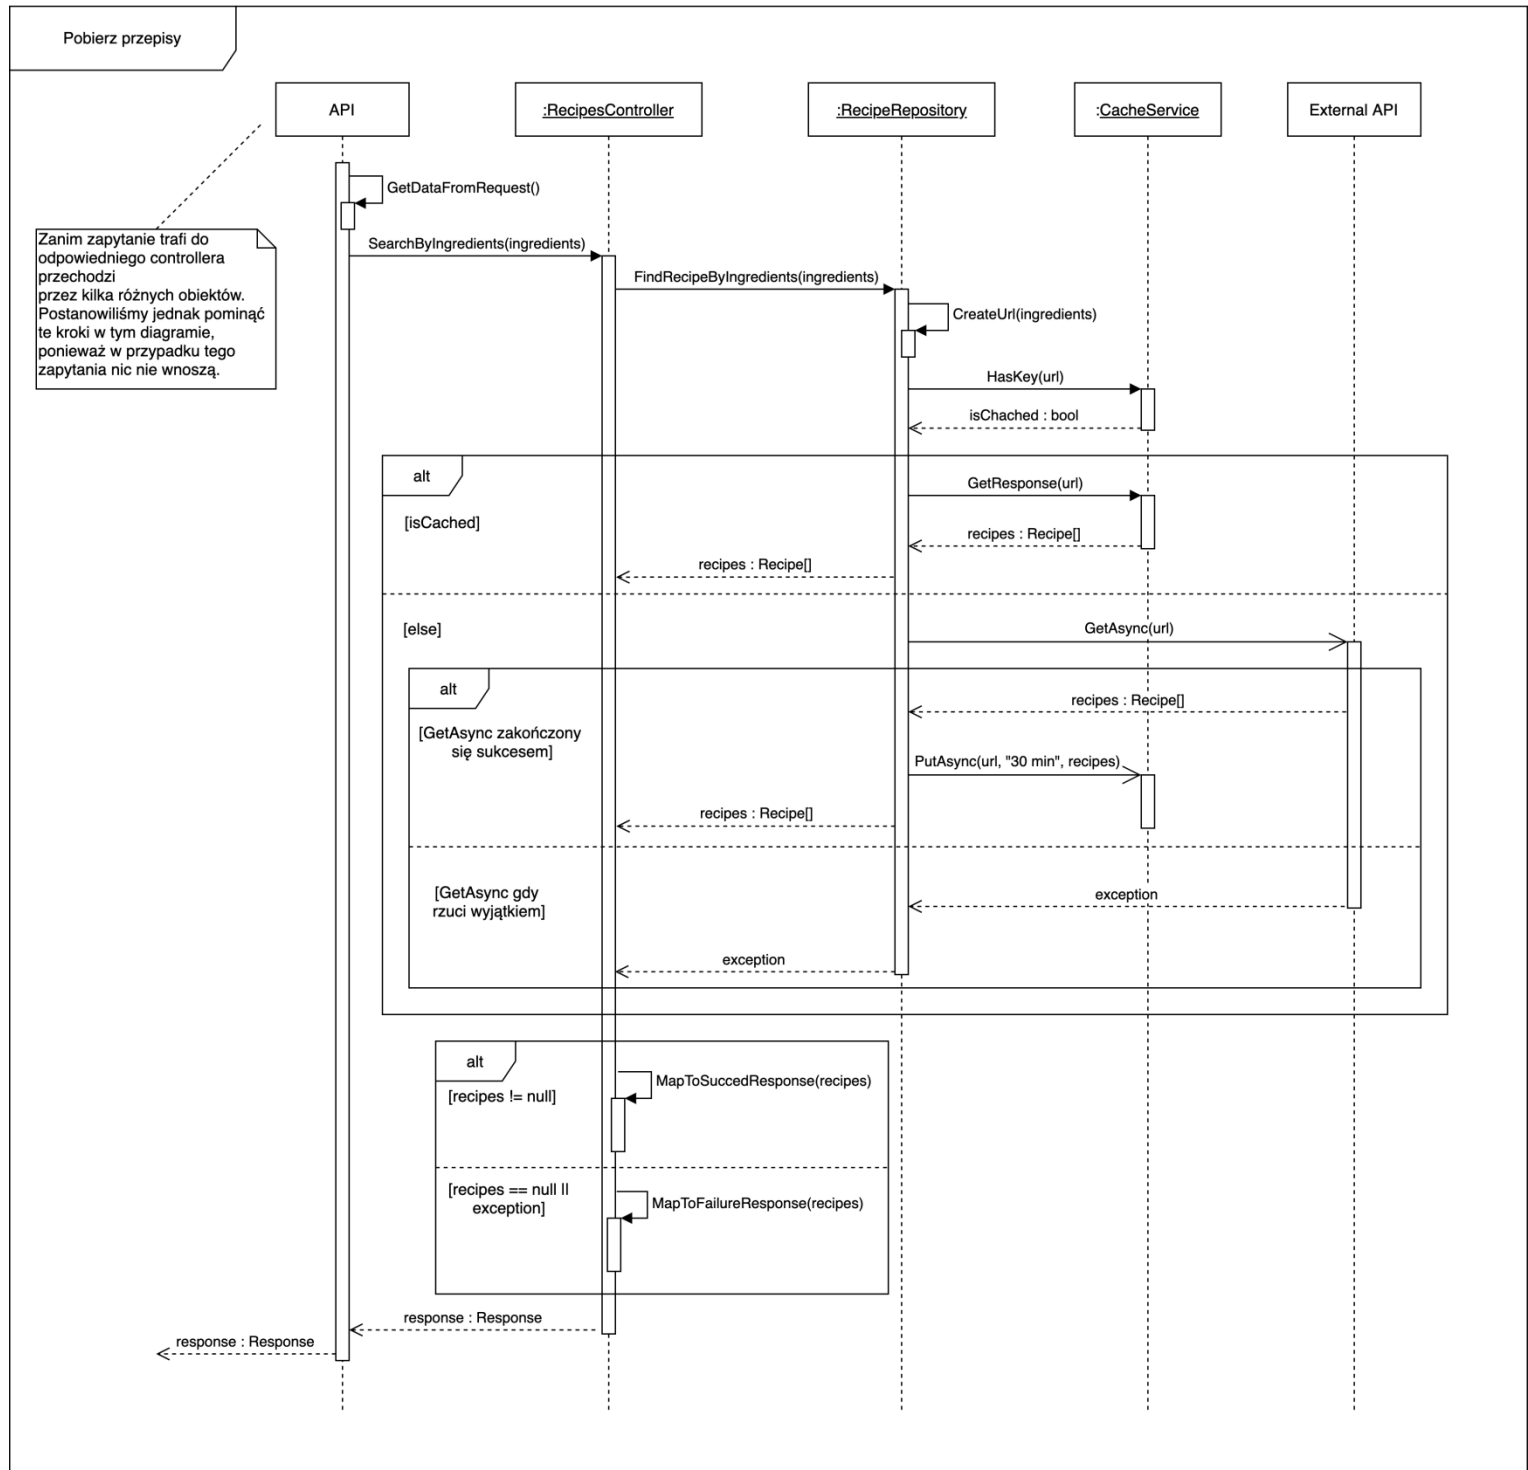 Pobierz przepisy
API
:RecipesController
:RecipeRepository
:CacheService
External API
GetDataFromRequest()
Zanim zapytanie trafi do
odpowiedniego controllera
przechodzi
przez kilka różnych obiektów.
Postanowiliśmy jednak pominąć
te kroki w tym diagramie,
ponieważ w przypadku tego
zapytania nic nie wnoszą.
SearchByIngredients(ingredients)
FindRecipeByIngredients(ingredients)
CreateUrl(ingredients)
HasKey(url)
isChached : bool
alt
[isCached]
GetResponse(url)
recipes : Recipe[]
recipes : Recipe[]
[else]
GetAsync(url)
alt
[GetAsync zakończony
się sukcesem]
recipes : Recipe[]
PutAsync(url, "30 min", recipes)
recipes : Recipe[]
[GetAsync gdy
rzuci wyjątkiem]
exception
exception
alt
[recipes != null]
MapToSuccedResponse(recipes)
[recipes == null ||
exception]
MapToFailureResponse(recipes)
response : Response
response : Response